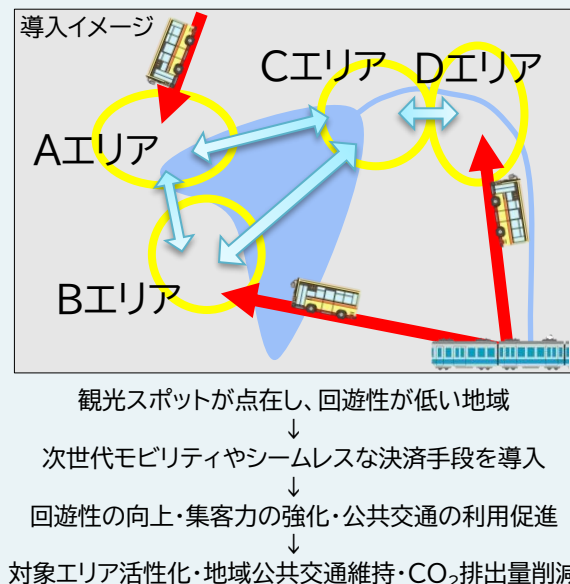 導入イメージ
Cエリア
Dエリア
Aエリア
Bエリア
観光スポットが点在し、回遊性が低い地域
↓
次世代モビリティやシームレスな決済手段を導入
↓
回遊性の向上・集客力の強化・公共交通の利用促進
↓
対象エリア活性化・地域公共交通維持・CO₂排出量削減